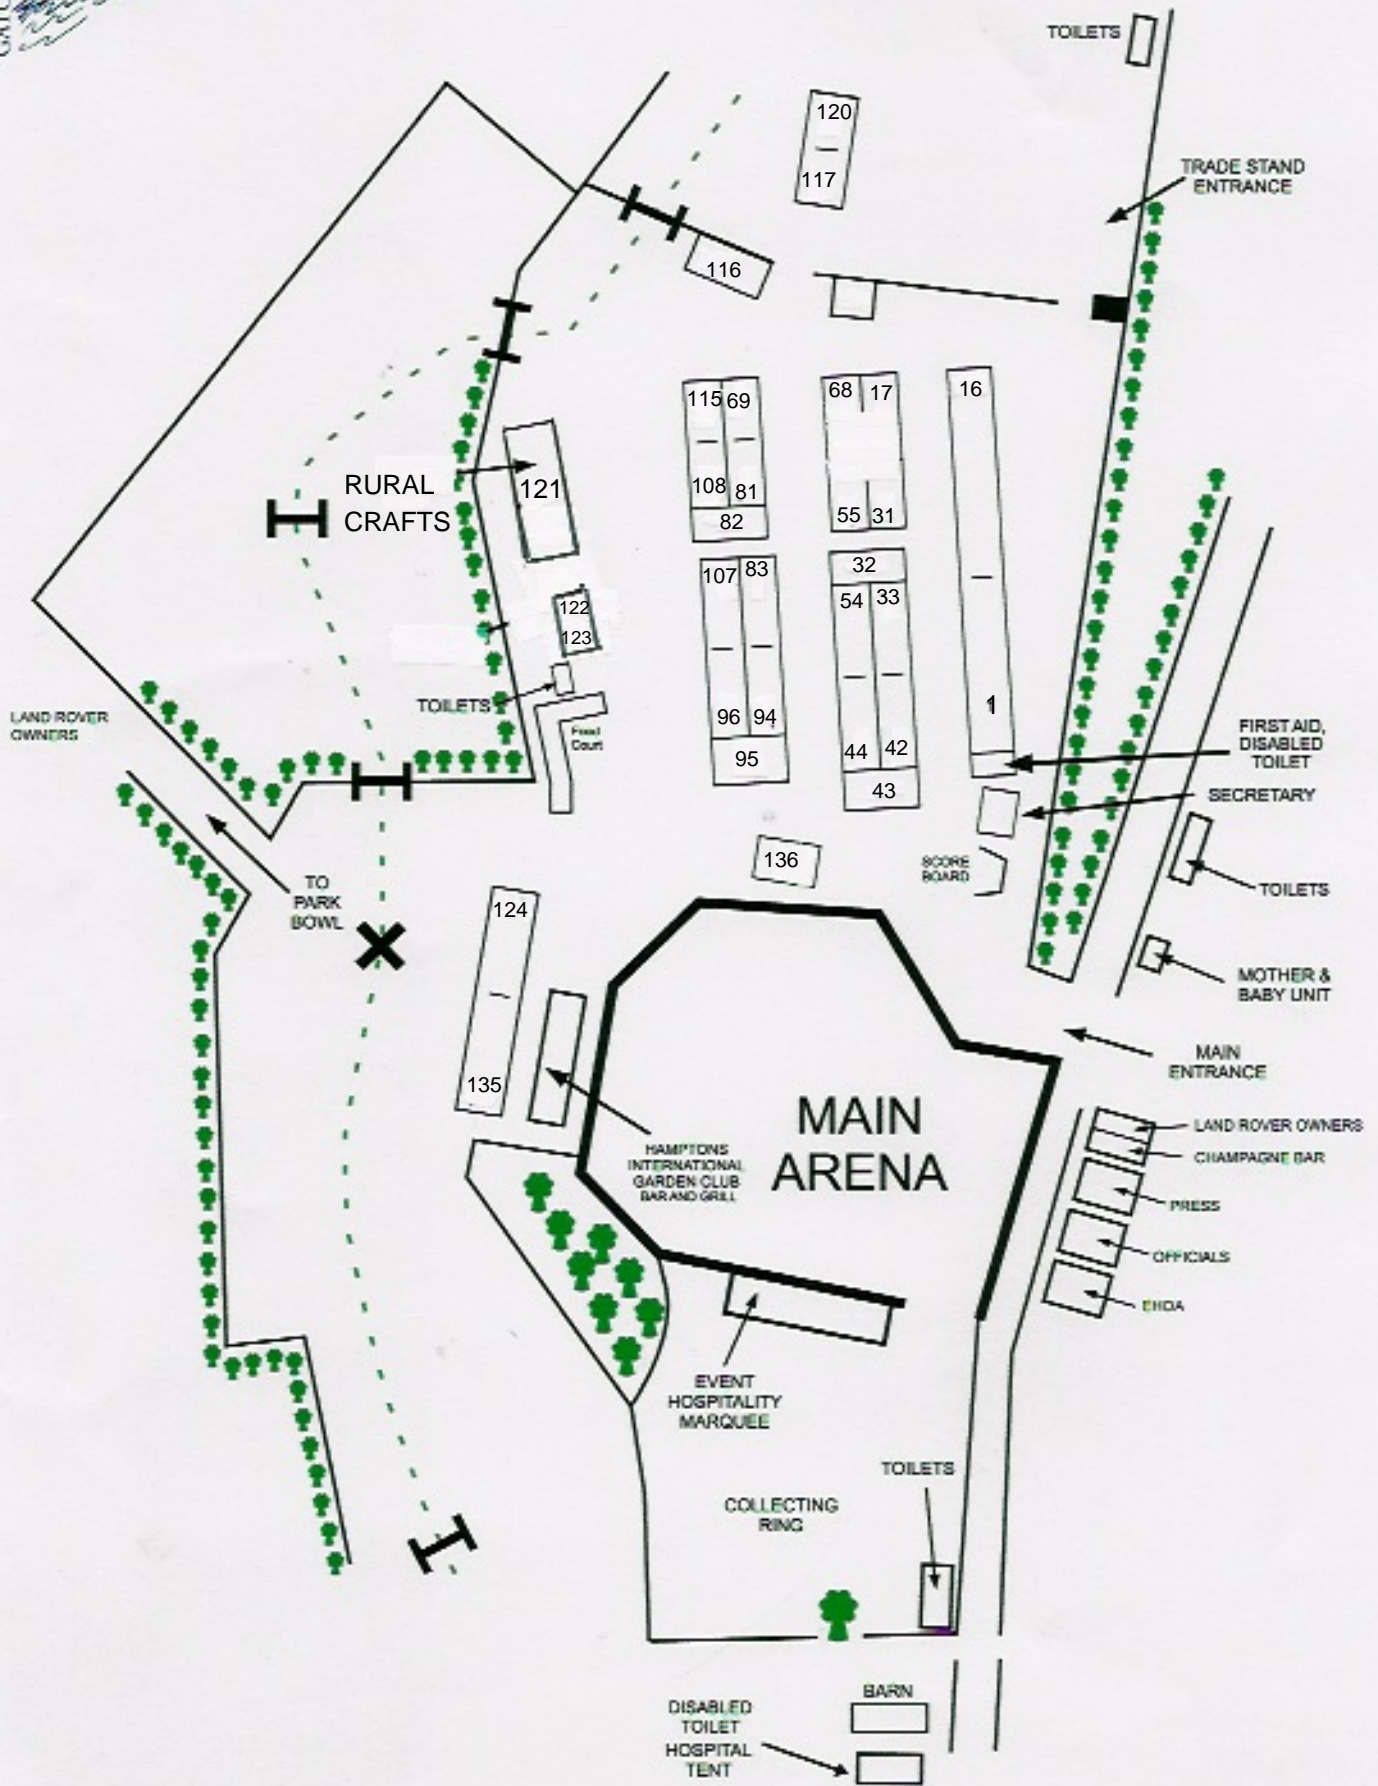 TOILETS
120
117
TRADE STAND
ENTRANCE
116
115 69
68 17
16
RURAL
CRAFTS
121
108 81
82
55 31
107 83
32
54 33
122
123
TOILETS
Food
Court
LAND ROVER
OWNERS
96 94
95
1
44 42
43
FIRST AID,
DISABLED
TOILET
SECRETARY
136
SCORE
BOARD
TOILETS
TO
PARK
BOWL
124
135
MOTHER &
BABY UNIT
MAIN
ENTRANCE
MAIN
ARENA
HAMPTONS
INTERNATIONAL
GARDEN CLUB
BAR AND GRILL
LAND ROVER OWNERS
CHAMPAGNE BAR
PRESS
OFFICIALS
EHOA
EVENT
HOSPITALITY
MARQUEE
TOILETS
COLLECTING
RING
BARN
DISABLED
TOILET
HOSPITAL
TENT